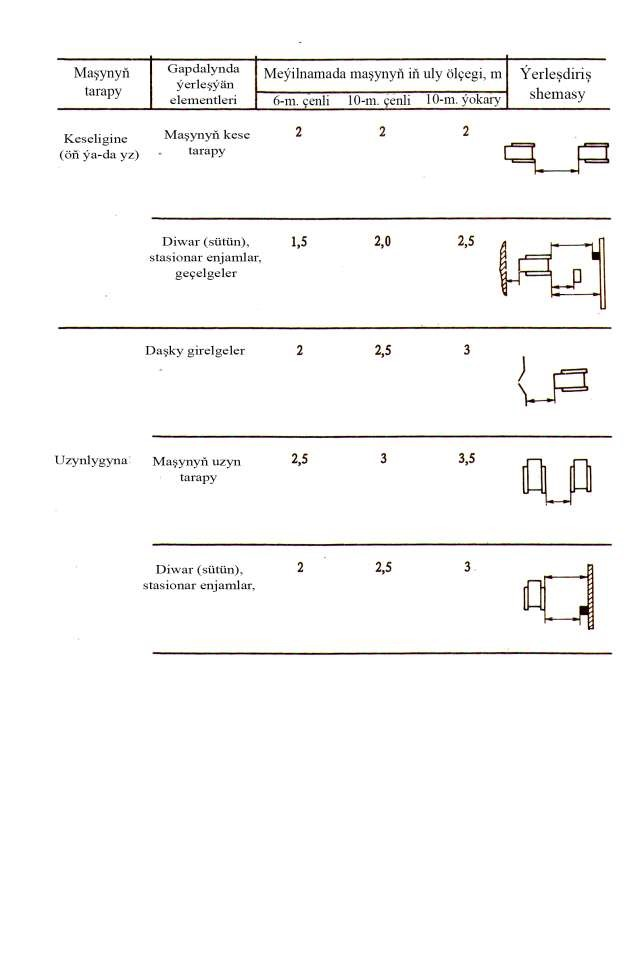 Maşynyň tarapy
Gapdalynda ýerleşýän elementleri
Meýilnamada maşynyň iň uly ölçegi, m
Ýerleşdiriş shemasy
6-m. çenli 10-m. çenli 10-m. ýokary
Keseligine (öň ýa-da yz)
Maşynyň kese tarapy
2 2 2
Diwar (sütün), stasionar enjamlar, geçelgeler
1,5 2,0 2,5
Daşky girelgeler
2 2,5 3
Uzynlygyna
Maşynyň uzyn tarapy
2,5 3 3,5
Diwar (sütün), stasionar enjamlar,
2 2,5 3